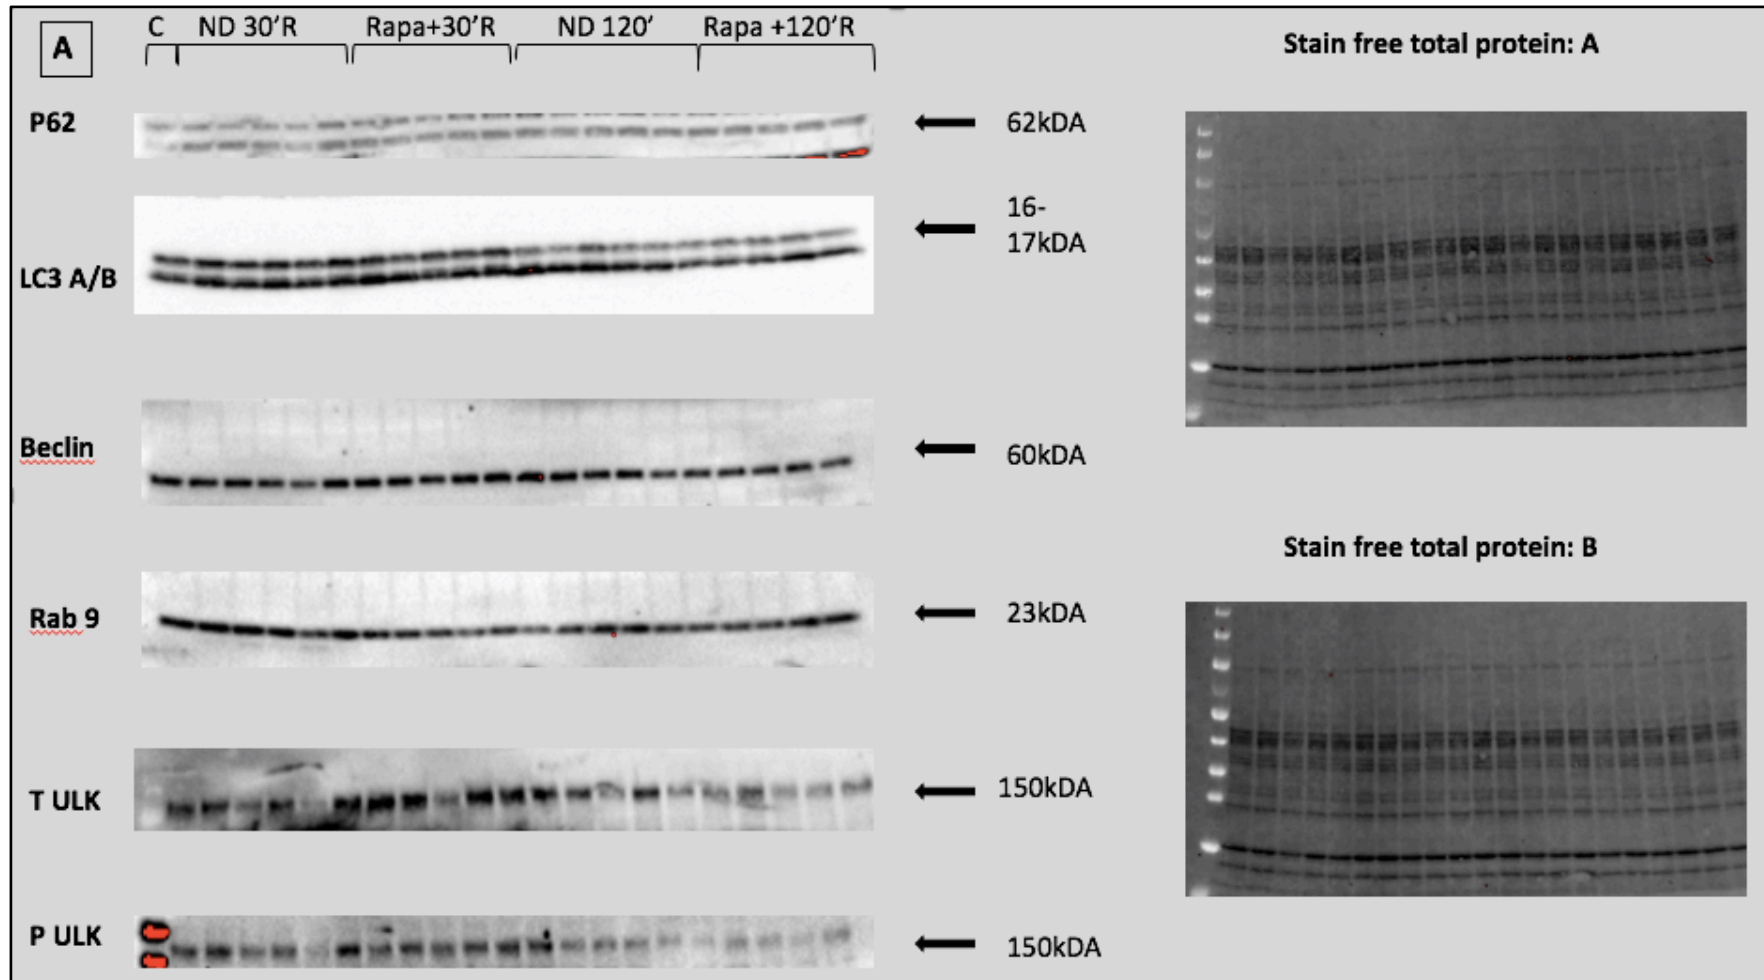 A
C ND 30’R Rapa+30’R ND 120’ Rapa +120’R
Stain free total protein: A
P62
62kDA
LC3 A/B
16-
17kDA
Beclin
60kDA
Stain free total protein: B
Rab 9
23kDA
T ULK
150kDA
P ULK
150kDA